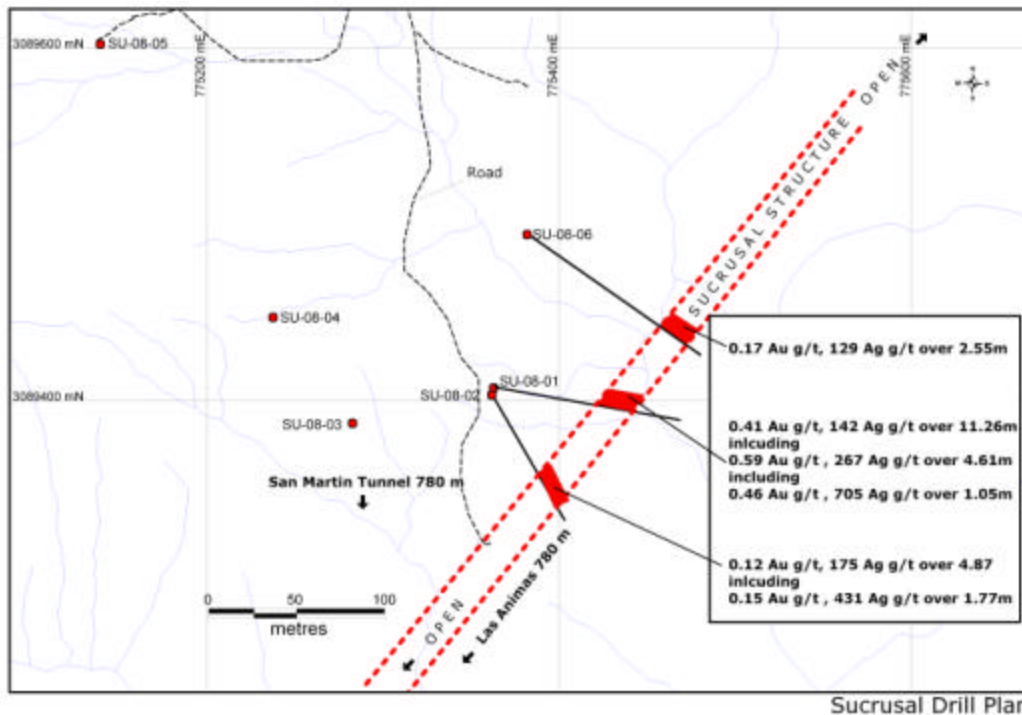 3089600 mN
SU-08-05
775200 mE
775400 mE
775600 mE
OPEN
SUCRUSAL STRUCTURE
Road
SU-08-06
SU-08-04
0.17 Au g/t, 129 Ag g/t over 2.55m
3089400 mN
SU-08-01
SU-08-02
SU-08-03
0.41 Au g/t, 142 Ag g/t over 11.26m
inlcuding
0.59 Au g/t , 267 Ag g/t over 4.61m
including
0.46 Au g/t , 705 Ag g/t over 1.05m
San Martin Tunnel 780 m
0.12 Au g/t, 175 Ag g/t over 4.87
inlcuding
0.15 Au g/t , 431 Ag g/t over 1.77m
Las Animas 780 m
OPEN
0 50 100
metres
Sucrusal Drill Plan